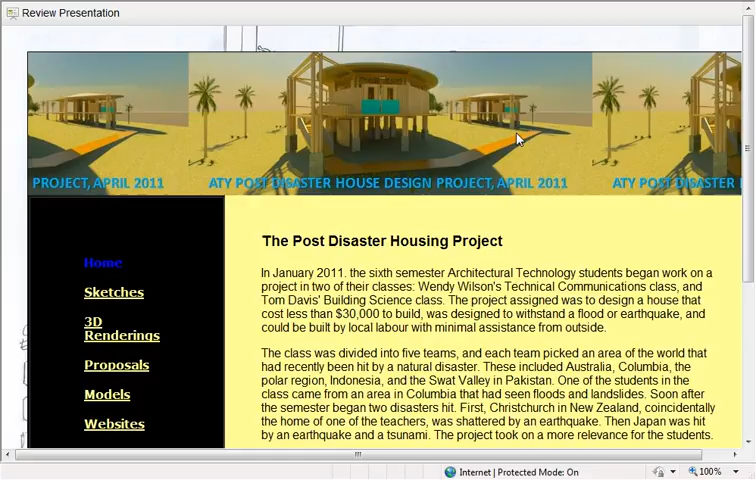 Review Presentation
PROJECT, APRIL 2011 ATY POST DISASTER HOUSE DESIGN PROJECT, APRIL 2011 ATY POST DISASTER
The Post Disaster Housing Project
In January 2011. the sixth semester Architectural Technology students began work on a
project in two of their classes: Wendy Wilson's Technical Communications class, and
Tom Davis' Building Science class. The project assigned was to design a house that
cost less than $30,000 to build, was designed to withstand a flood or earthquake, and
could be built by local labour with minimal assistance from outside.
The class was divided into five teams, and each team picked an area of the world that
had recently been hit by a natural disaster. These included Australia, Columbia, the
polar region, Indonesia, and the Swat Valley in Pakistan. One of the students in the
class came from an area in Columbia that had seen floods and landslides. Soon after
the semester began two disasters hit. First, Christchurch in New Zealand, coincidentally
the home of one of the teachers, was shattered by an earthquake. Then Japan was hit
by an earthquake and a tsunami. The project took on a more relevance for the students.
Home
Sketches
3D
Renderings
Proposals
Models
Websites
Internet | Protected Mode: On
100%